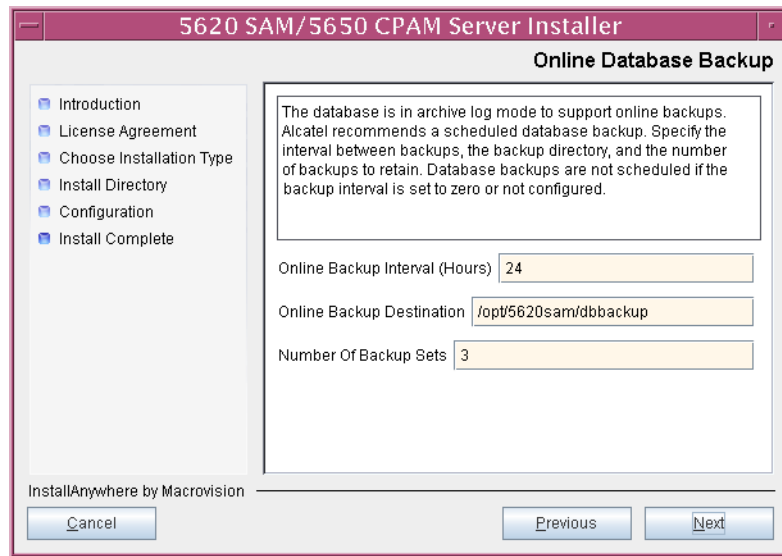 5620 SAM/5650 CPAM Server Installer
Online Database Backup
Introduction
License Agreement
Choose Installation Type
Install Directory
Configuration
Install Complete
The database is in archive log mode to support online backups.
Alcatel recommends a scheduled database backup. Specify the
interval between backups, the backup directory, and the number
of backups to retain. Database backups are not scheduled if the
backup interval is set to zero or not configured.
Online Backup Interval (Hours) 24
Online Backup Destination /opt/5620sam/dbbackup
Number Of Backup Sets 3
InstallAnywhere by Macrovision
Cancel Previous Next